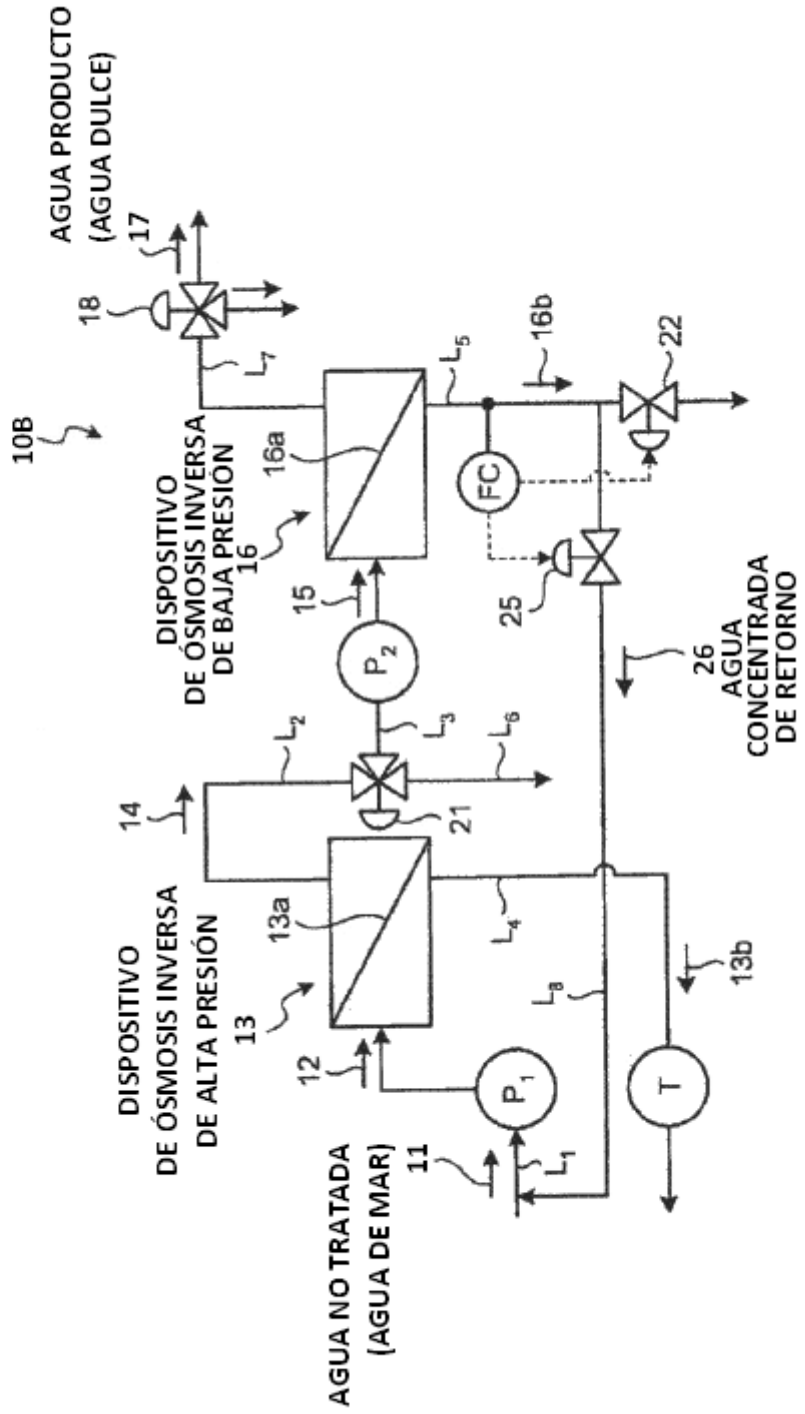 10B
AGUA PRODUCTO
(AGUA DULCE)
17
18
L7
DISPOSITIVO
DE ÓSMOSIS INVERSA
DE BAJA PRESIÓN
16
16a
15
P2
L5
16b
22
FC
25
26
AGUA
CONCENTRADA
DE RETORNO
14
L2
L3
L6
21
DISPOSITIVO
DE ÓSMOSIS INVERSA
DE ALTA PRESIÓN
13
13a
12
L4
L8
13b
T
P1
AGUA NO TRATADA
(AGUA DE MAR)
11
L1